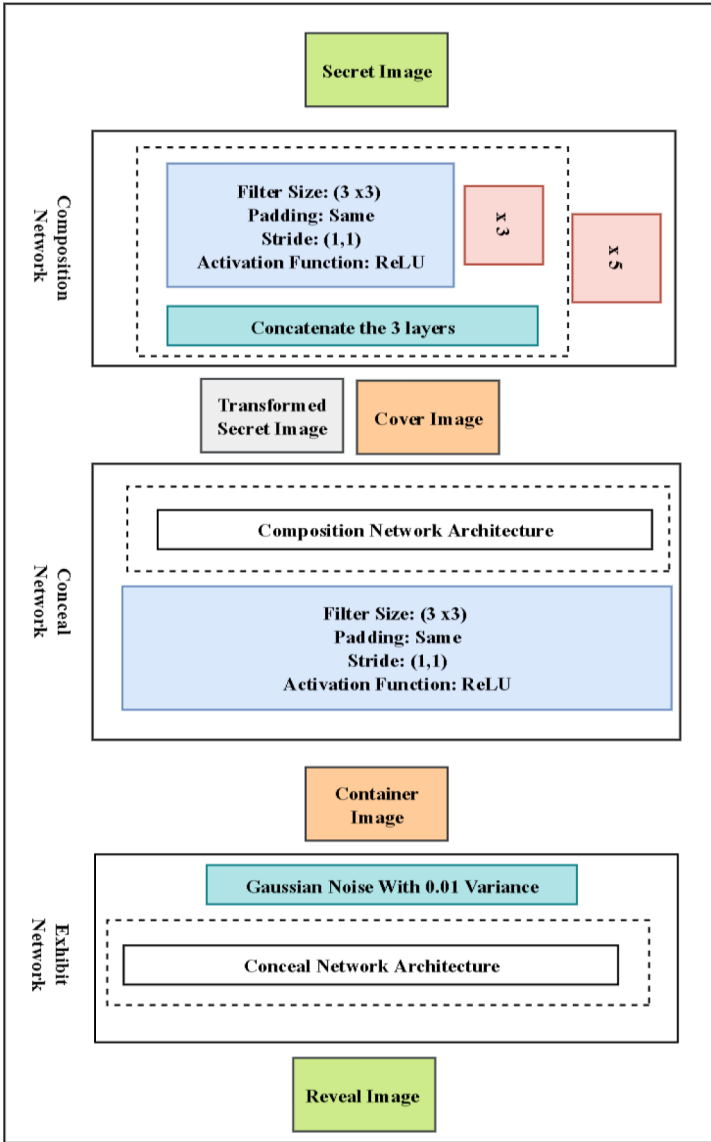 Secret Image
Composition
Network
Filter Size: (3 x3)
Padding: Same
Stride: (1,1)
Activation Function: ReLU
x 3
x 5
Concatenate the 3 layers
Transformed
Secret Image
Cover Image
Conceal
Network
Composition Network Architecture
Filter Size: (3 x3)
Padding: Same
Stride: (1,1)
Activation Function: ReLU
Container
Image
Exhibit
Network
Gaussian Noise With 0.01 Variance
Conceal Network Architecture
Reveal Image